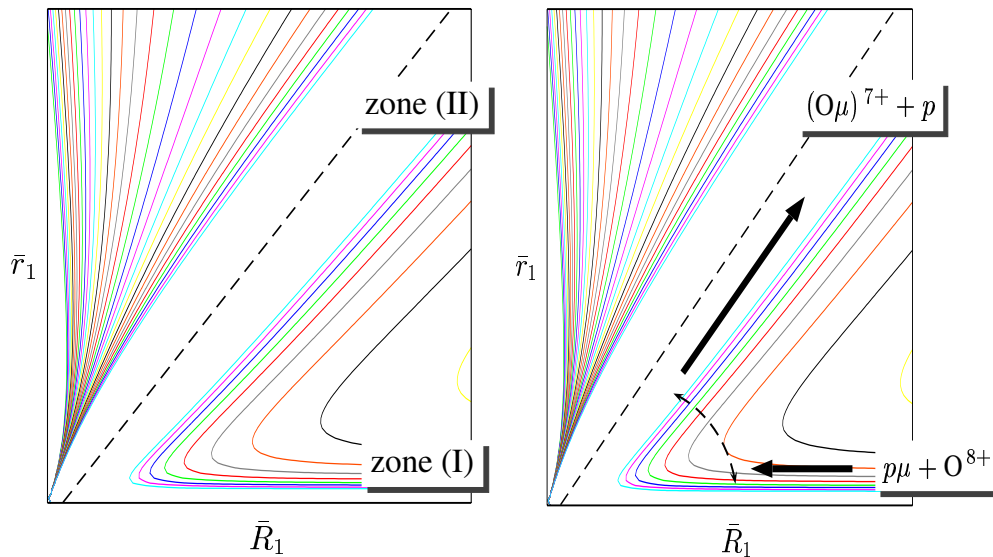 zone (II)
r̄₁
zone (I)
R̄₁
(Oμ)⁷⁺ + p
r̄₁
pμ + O⁸⁺
R̄₁